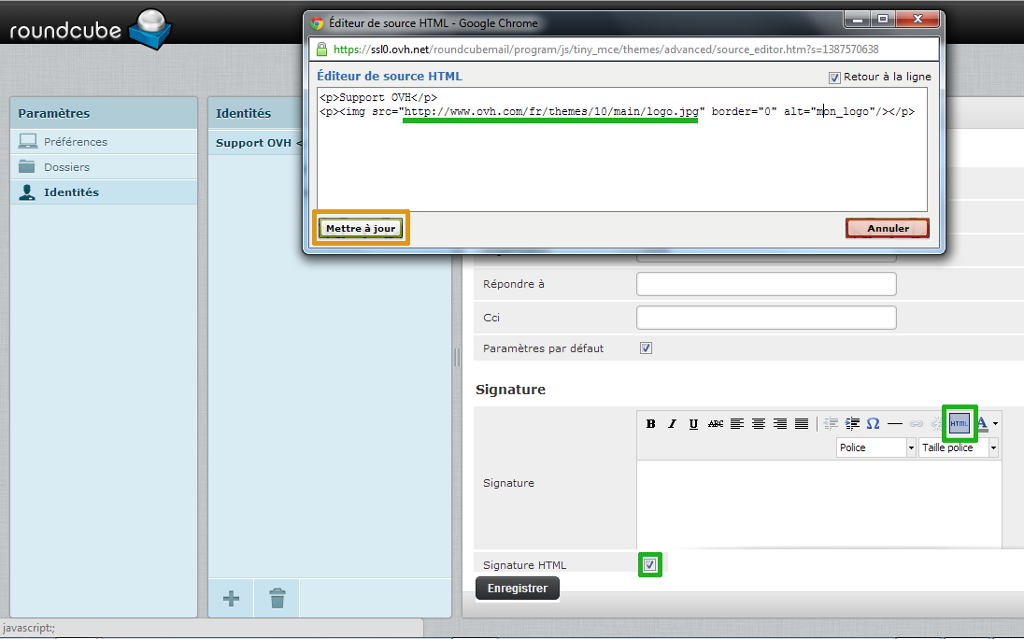 roundcube
Éditeur de source HTML - Google Chrome
https://ssl0.ovh.net/roundcubemail/program/js/tiny_mce/themes/advanced/source_editor.htm?s=1387570638
Éditeur de source HTML
Retour à la ligne
<p>Support OVH</p>
<p><img src="http://www.ovh.com/fr/themes/10/main/logo.jpg" border="0" alt="mon_logo"/></p>
Mettre à jour
Annuler
Paramètres
Préférences
Dossiers
Identités
Identités
Support OVH <
Répondre à
Cci
Paramètres par défaut
Signature
B I U ABC Ω HTML A
Police
Taille police
Signature
Signature HTML
Enregistrer
javascript:;